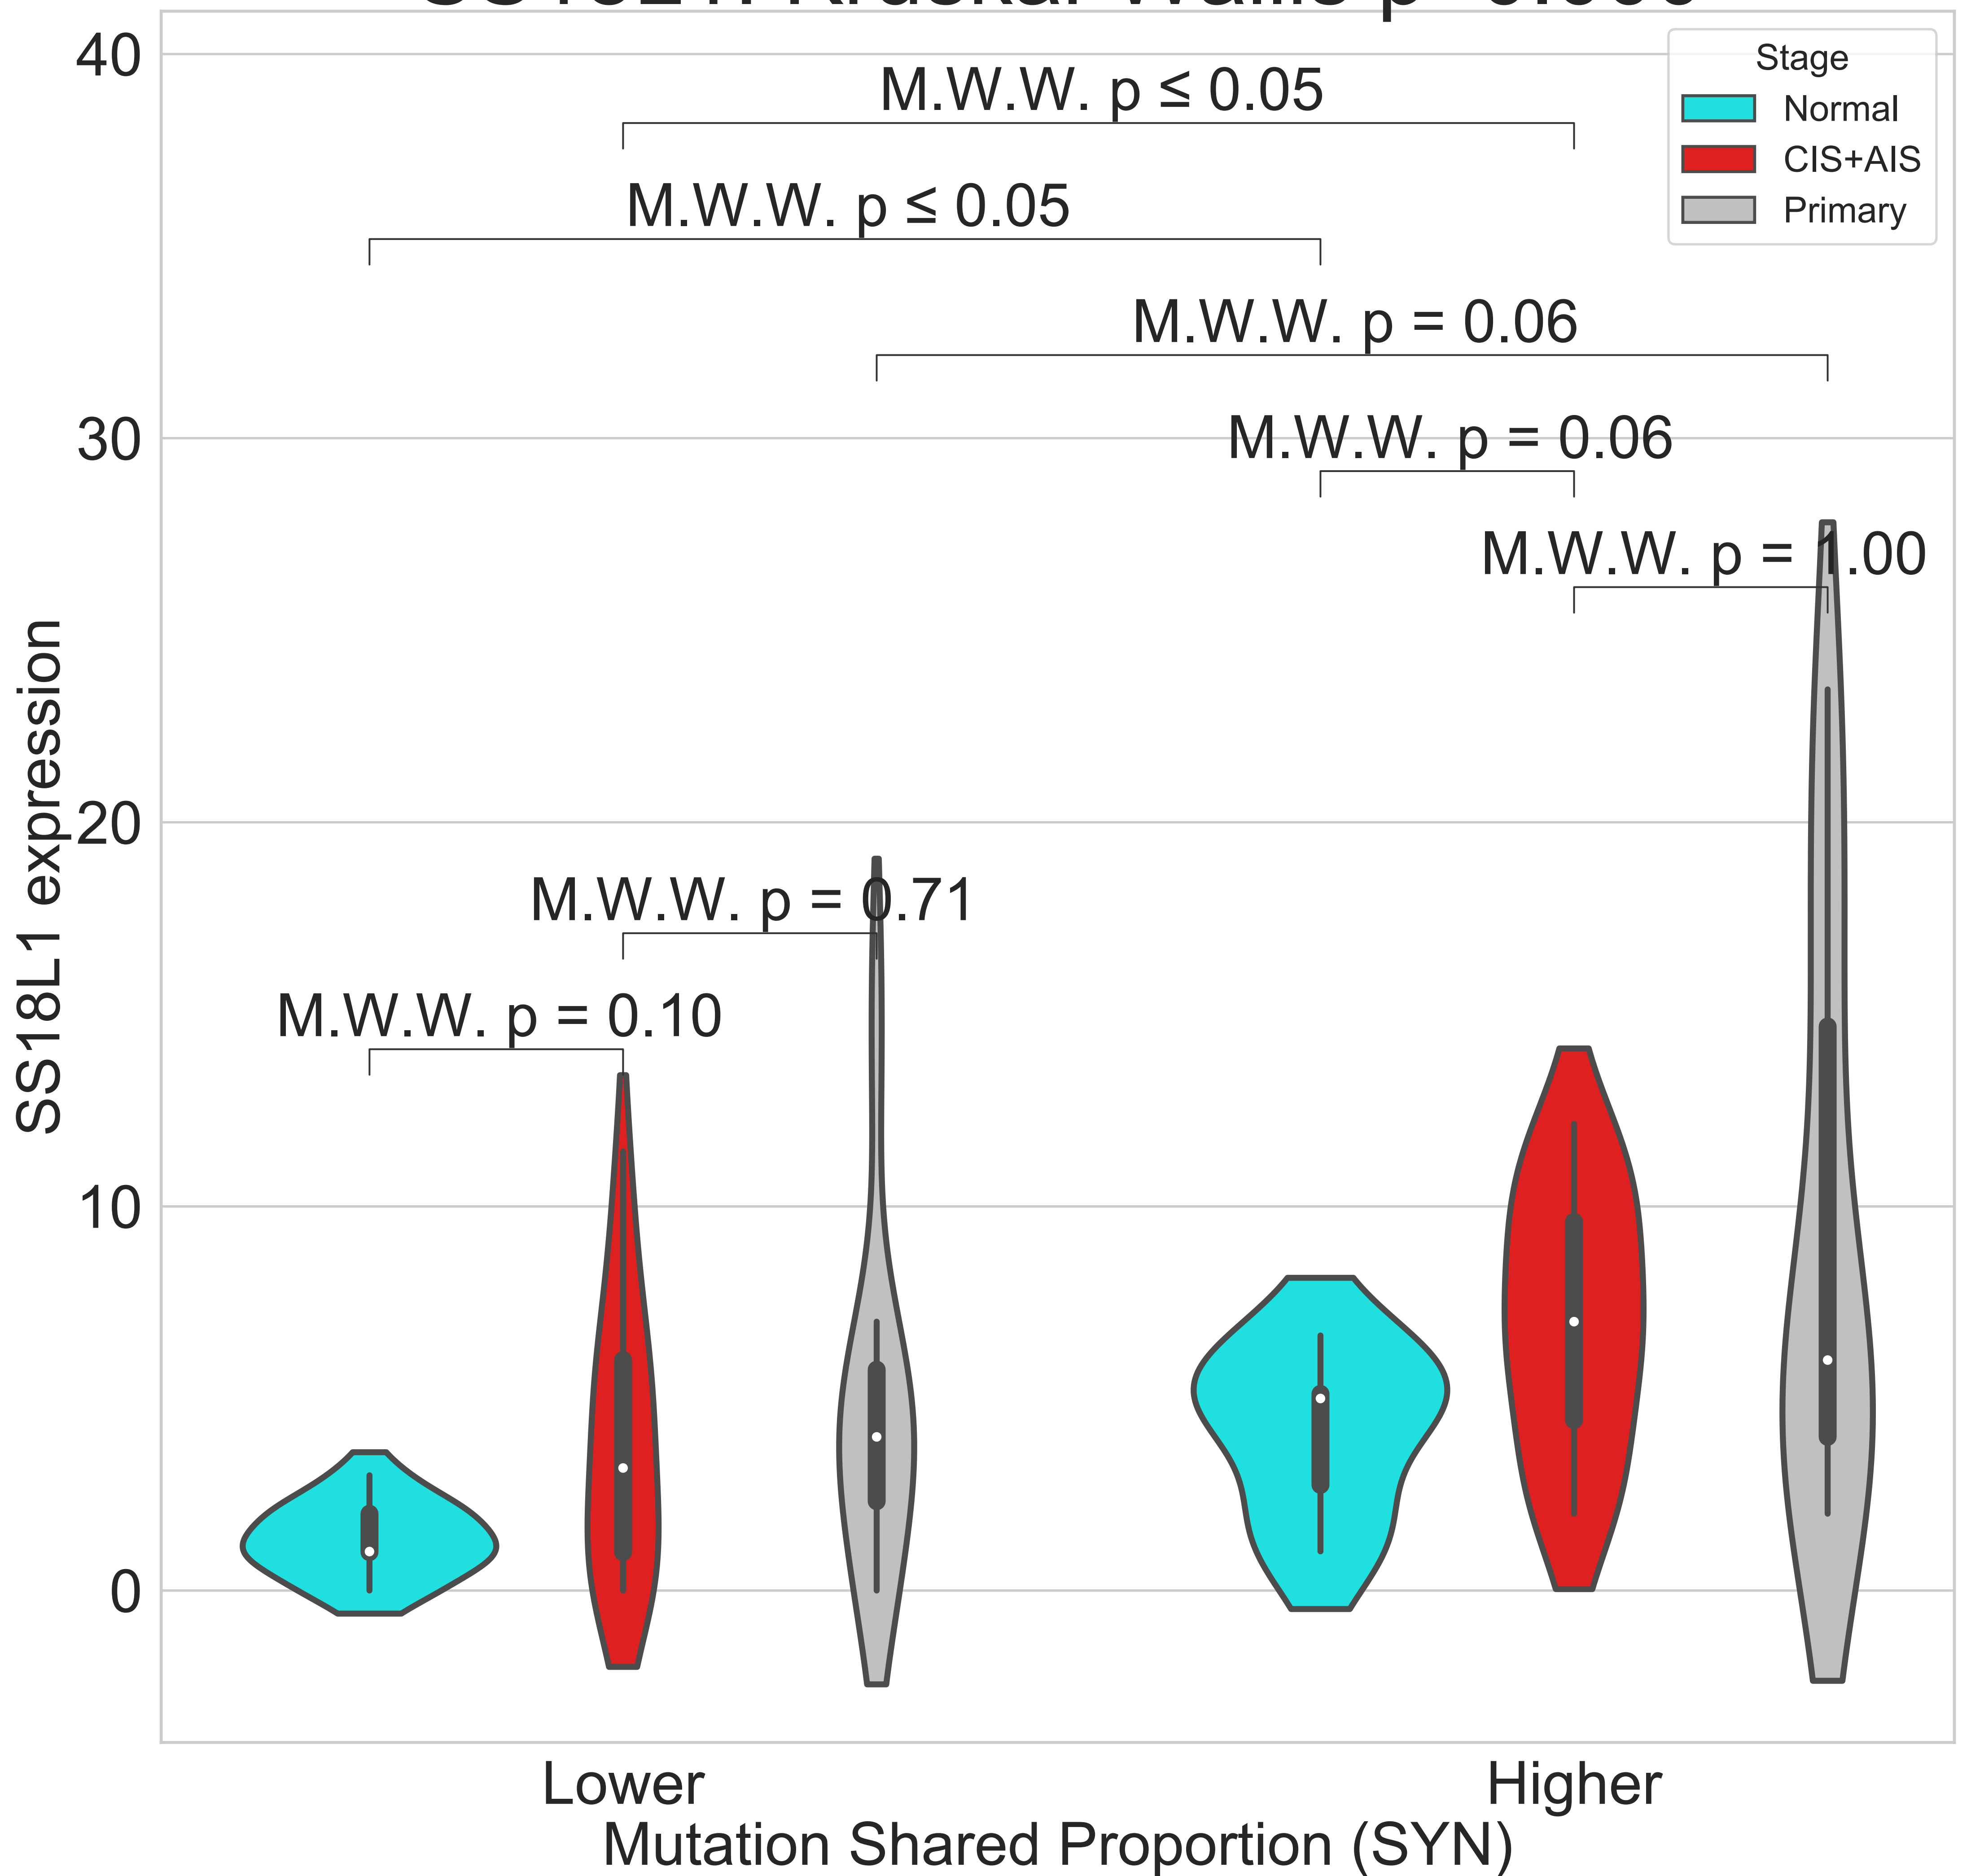 40
M.W.W. p ≤ 0.05
Stage
Normal
CIS+AIS
Primary
M.W.W. p ≤ 0.05
M.W.W. p = 0.06
30
M.W.W. p = 0.06
M.W.W. p = 1.00
20
M.W.W. p = 0.71
M.W.W. p = 0.10
10
0
SS18L1 expression
Lower
Higher
Mutation Shared Proportion (SYN)